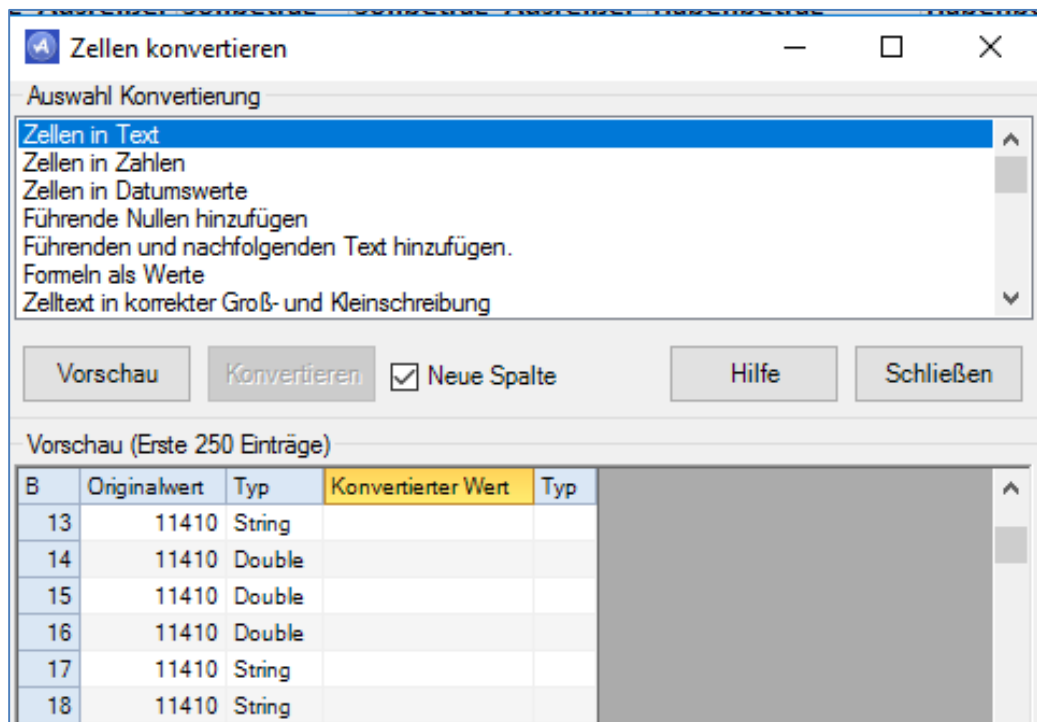 Zellen konvertieren
Auswahl Konvertierung
Zellen in Text
Zellen in Zahlen
Zellen in Datumswerte
Führende Nullen hinzufügen
Führenden und nachfolgenden Text hinzufügen.
Formeln als Werte
Zelltext in korrekter Groß- und Kleinschreibung
Vorschau Konvertieren Neue Spalte Hilfe Schließen
Vorschau (Erste 250 Einträge)
B Originalwert Typ Konvertierter Wert Typ
13 11410 String
14 11410 Double
15 11410 Double
16 11410 Double
17 11410 String
18 11410 String